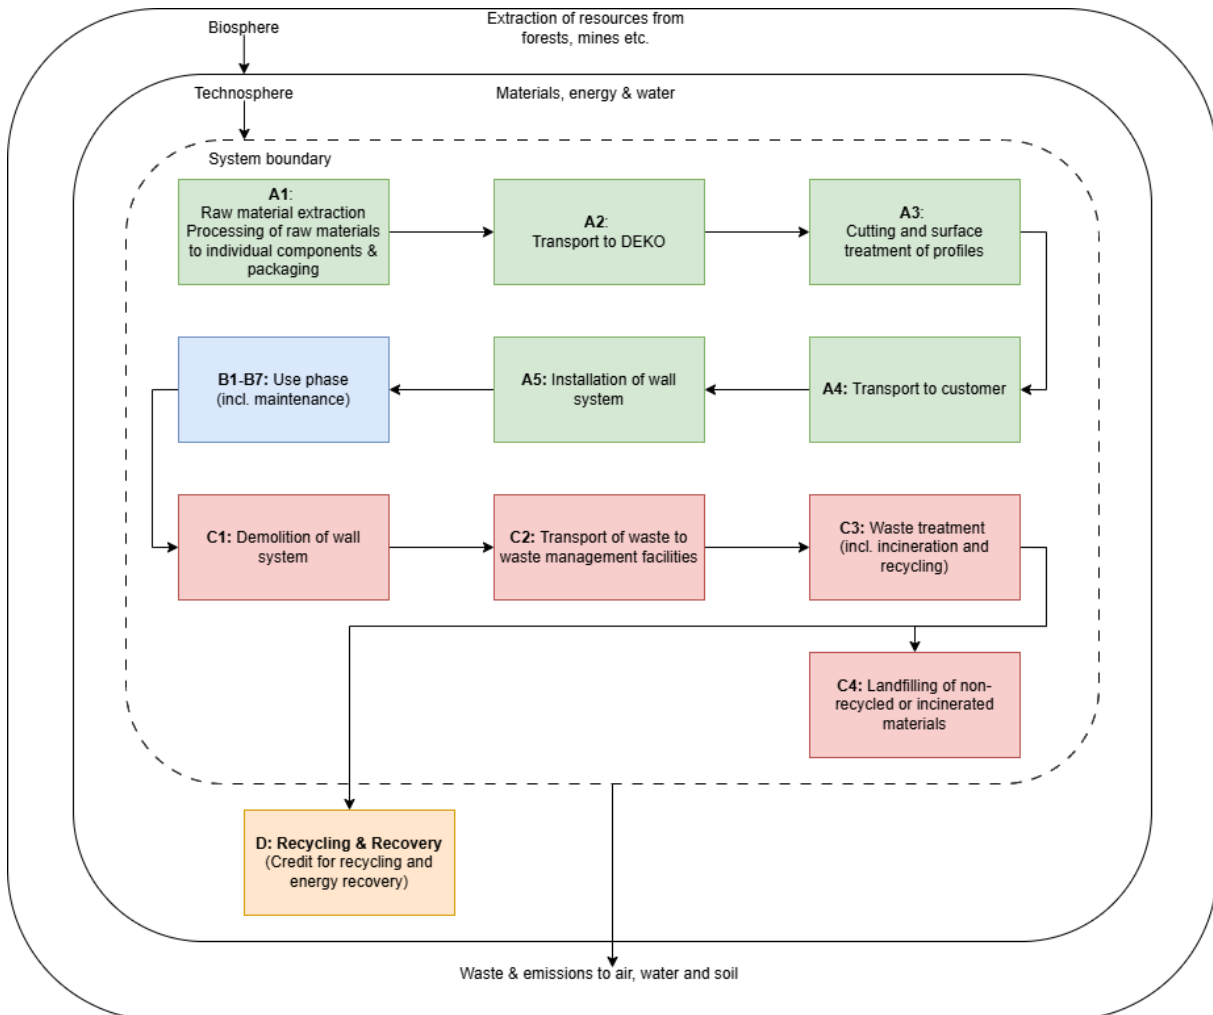 Extraction of resources from
forests, mines etc.
Biosphere
Technosphere
Materials, energy & water
System boundary
A1:
Raw material extraction
Processing of raw materials
to individual components &
packaging
A2:
Transport to DEKO
A3:
Cutting and surface
treatment of profiles
B1-B7: Use phase
(incl. maintenance)
A5: Installation of wall
system
A4: Transport to customer
C1: Demolition of wall
system
C2: Transport of waste to
waste management facilities
C3: Waste treatment
(incl. incineration and
recycling)
C4: Landfilling of non-
recycled or incinerated
materials
D: Recycling & Recovery
(Credit for recycling and
energy recovery)
Waste & emissions to air, water and soil